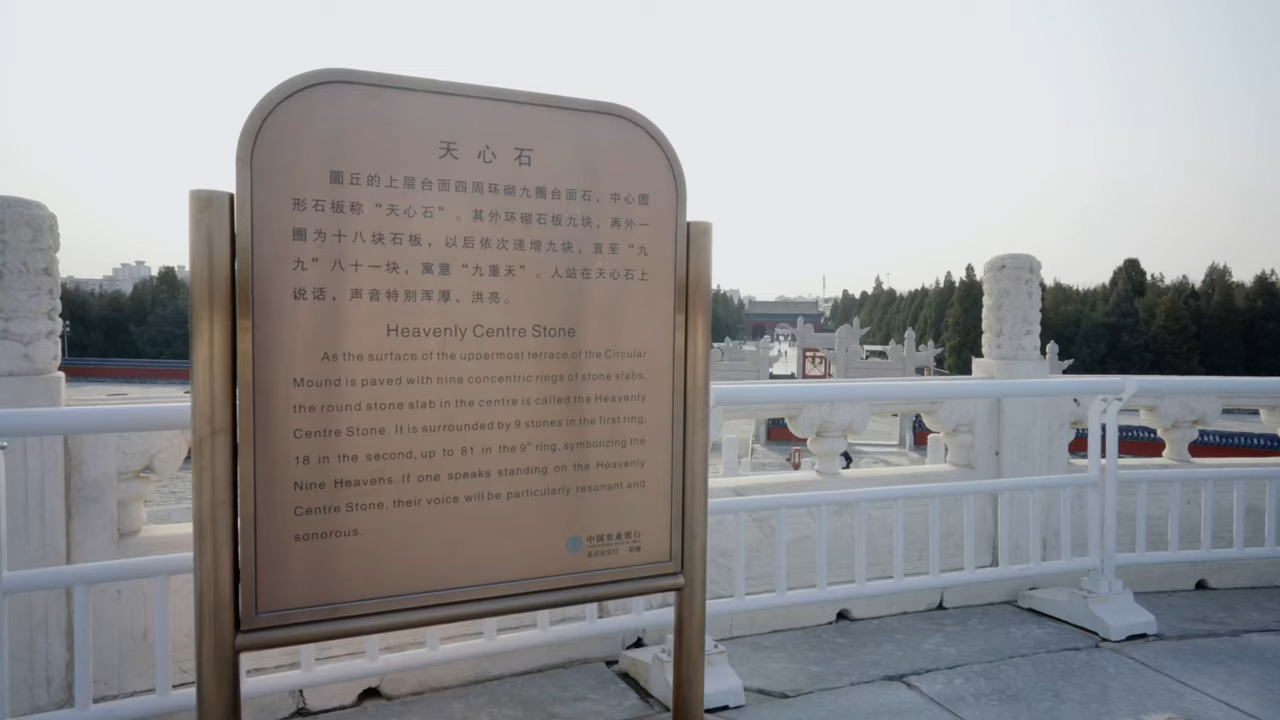 天心石
圜丘的上层台面四周环砌九圈台面石，中心圆
形石板称“天心石”。其外环砌石板九块，再外一
圈为十八块石板，以后依次递增九块，直至“九
九”八十一块，寓意“九重天”。人站在天心石上
说话，声音特别浑厚、洪亮。
Heavenly Centre Stone
As the surface of the uppermost terrace of the Circular
Mound is paved with nine concentric rings of stone slabs,
the round stone slab in the centre is called the Heavenly
Centre Stone. It is surrounded by 9 stones in the first ring,
18 in the second, up to 81 in the 9" ring, symbolizing the
Nine Heavens. If one speaks standing on the Heavenly
Centre Stone, their voice will be particularly resonant and
sonorous.
中国农业银行